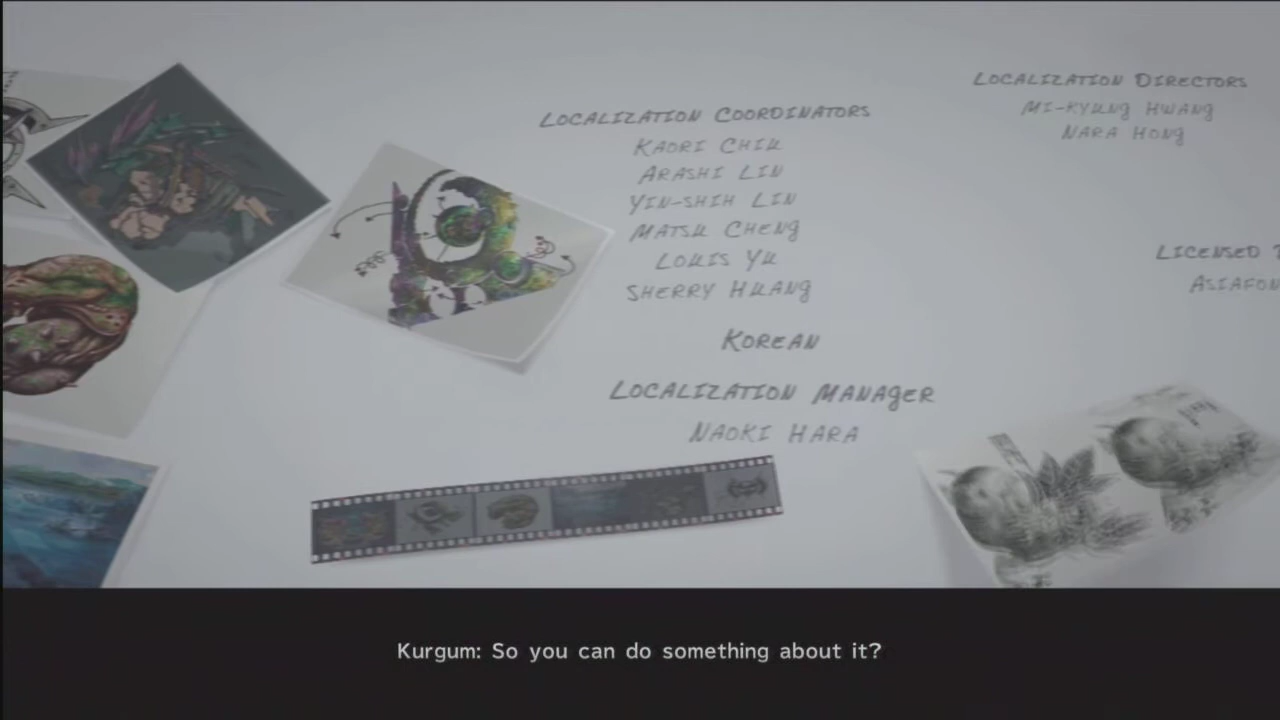 LOCALIZATION COORDINATORS
KAORI CHIU
ARASHI LIN
YIN-SHIH LIN
MATSU CHENG
LOUIS YU
SHERRY HUANG
KOREAN
LOCALIZATION MANAGER
NAOKI HARA
LOCALIZATION DIRECTORS
MI-KYUNG HWANG
NARA HONG
LICENSED
Kurgum: So you can do something about it?